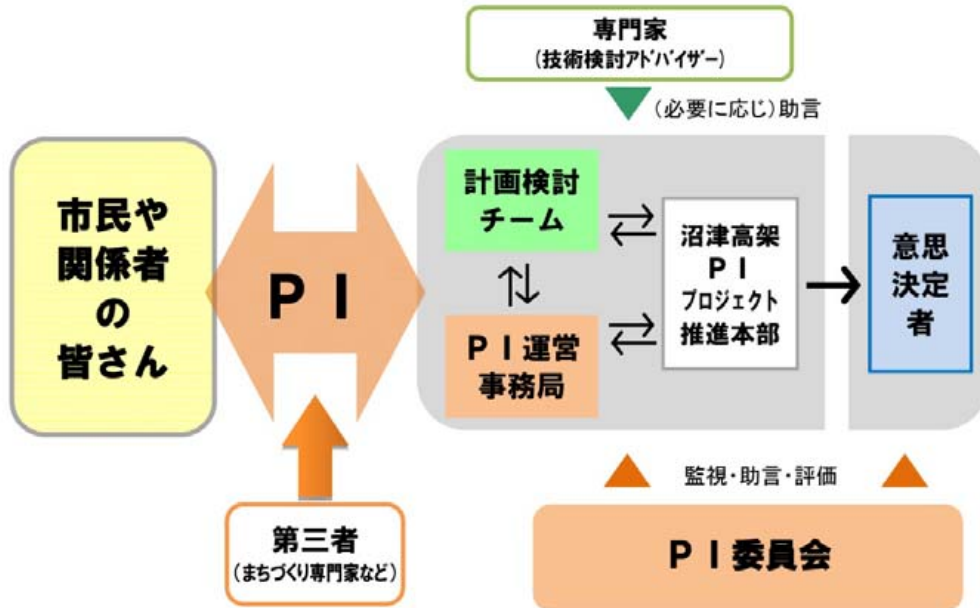 専門家
(技術検討ｱﾄﾞﾊﾞｲｻﾞｰ)
(必要に応じ)助言
市民や
関係者
の
皆さん
ＰＩ
計画検討
チーム
ＰＩ運営
事務局
沼津高架
ＰＩ
プロジェクト
推進本部
意思
決定
者
第三者
(まちづくり専門家など)
監視・助言・評価
ＰＩ委員会